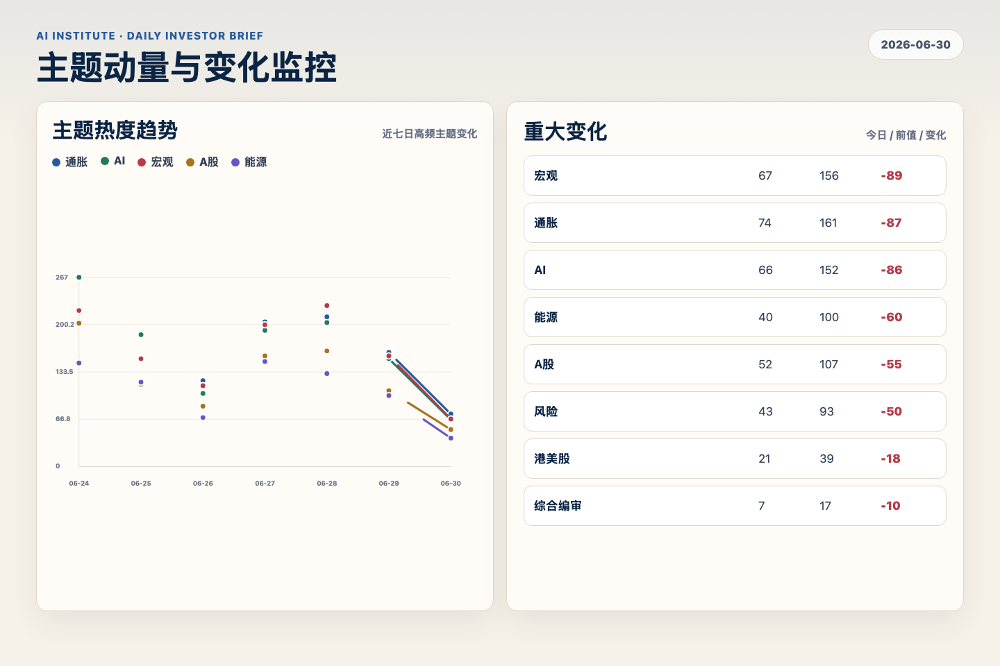 AI INSTITUTE · DAILY INVESTOR BRIEF
主题动量与变化监控
2026-06-30
主题热度趋势
近七日高频主题变化
通胀 AI 宏观 A股 能源
267
200.2
133.5
66.8
0
06-24 06-25 06-26 06-27 06-28 06-29 06-30
重大变化
今日 / 前值 / 变化
宏观 67 156 -89
通胀 74 161 -87
AI 66 152 -86
能源 40 100 -60
A股 52 107 -55
风险 43 93 -50
港美股 21 39 -18
综合编审 7 17 -10